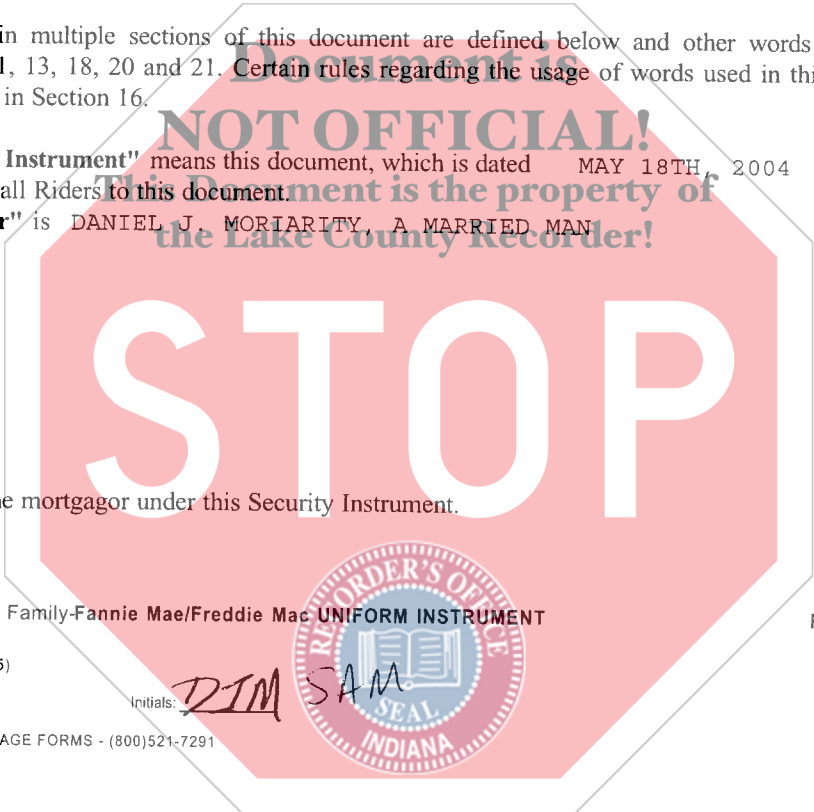 in multiple sections of this document are defined below and other words
, 13, 18, 20 and 21. Certain rules regarding the usage of words used in thi
in Section 16.
Document is
NOT OFFICIAL!
Instrument" means this document, which is dated MAY 18TH, 2004
all Riders to this document.
This Document is the property of
r" is DANIEL J. MORIARITY, A MARRIED MAN
the Lake County Recorder!
STOP
e mortgagor under this Security Instrument.
RECORDER'S OFFICE
Family-Fannie Mae/Freddie Mac UNIFORM INSTRUMENT
Initials: DJM SAM
SEAL
INDIANA
AGE FORMS - (800)521-7291